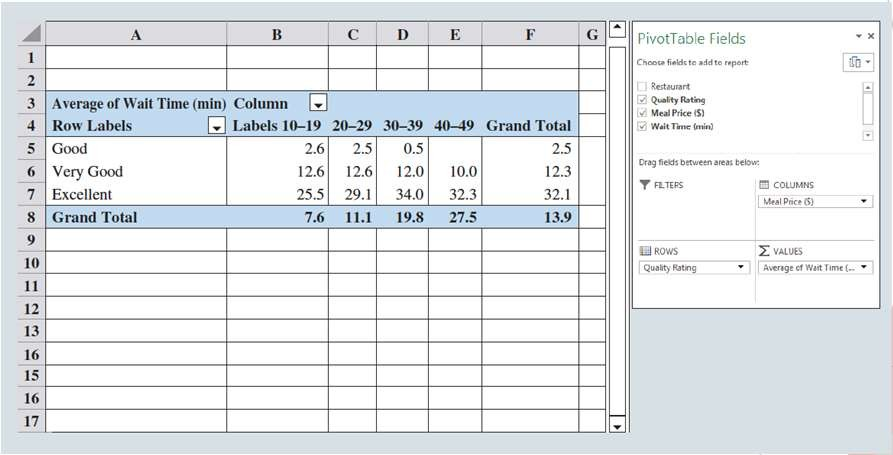 A B C D E F G
1
2
3 Average of Wait Time (min) Column
4 Row Labels Labels 10–19 20–29 30–39 40–49 Grand Total
5 Good 2.6 2.5 0.5 2.5
6 Very Good 12.6 12.6 12.0 10.0 12.3
7 Excellent 25.5 29.1 34.0 32.3 32.1
8 Grand Total 7.6 11.1 19.8 27.5 13.9
9
10
11
12
13
16
15
16
17
PivotTable Fields
Choose fields to add to report:
Restaurant
Quality Rating
Meal Price ($)
Wait Time (min)
Drag fields between areas below:
FILTERS
COLUMNS
Meal Price ($)
ROWS
Quality Rating
VALUES
Average of Wait Time (...